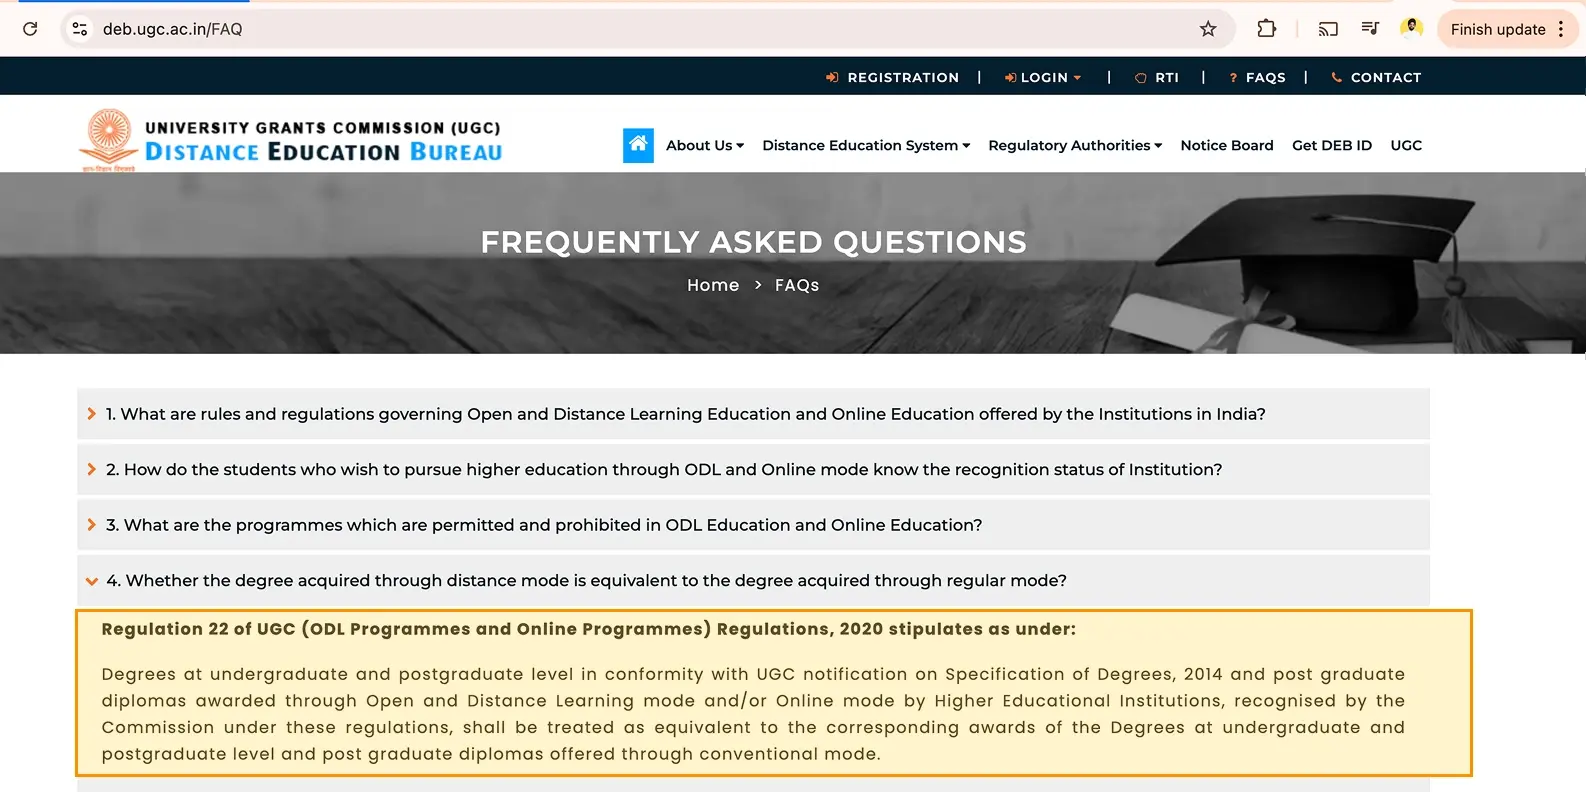 deb.ugc.ac.in/FAQ
Finish update
REGISTRATION | LOGIN | RTI | ? FAQS | CONTACT
UNIVERSITY GRANTS COMMISSION (UGC)
DISTANCE EDUCATION BUREAU
About Us Distance Education System Regulatory Authorities Notice Board Get DEB ID UGC
FREQUENTLY ASKED QUESTIONS
Home > FAQs
1. What are rules and regulations governing Open and Distance Learning Education and Online Education offered by the Institutions in India?
2. How do the students who wish to pursue higher education through ODL and Online mode know the recognition status of Institution?
3. What are the programmes which are permitted and prohibited in ODL Education and Online Education?
4. Whether the degree acquired through distance mode is equivalent to the degree acquired through regular mode?
Regulation 22 of UGC (ODL Programmes and Online Programmes) Regulations, 2020 stipulates as under:
Degrees at undergraduate and postgraduate level in conformity with UGC notification on Specification of Degrees, 2014 and post graduate
diplomas awarded through Open and Distance Learning mode and/or Online mode by Higher Educational Institutions, recognised by the
Commission under these regulations, shall be treated as equivalent to the corresponding awards of the Degrees at undergraduate and
postgraduate level and post graduate diplomas offered through conventional mode.